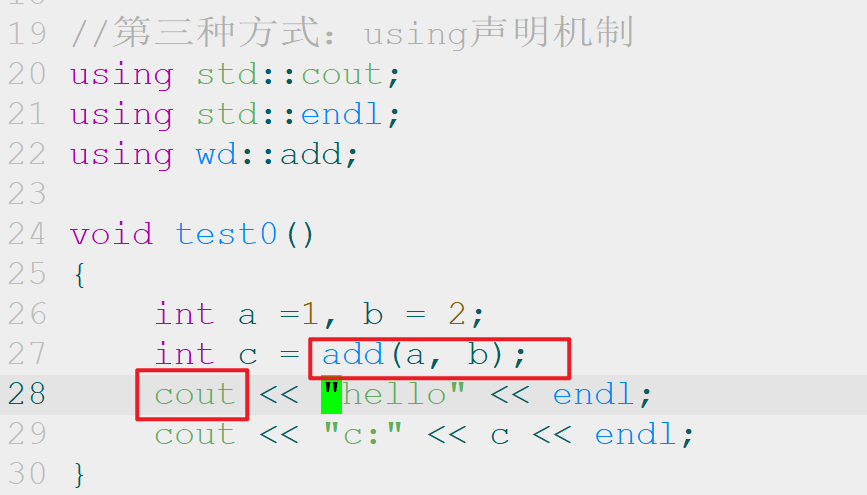 19 //第三种方式：using声明机制
20 using std::cout;
21 using std::endl;
22 using wd::add;
23
24 void test0()
25 {
26     int a =1, b = 2;
27     int c = add(a, b);
28     cout << "hello" << endl;
29     cout << "c:" << c << endl;
30 }